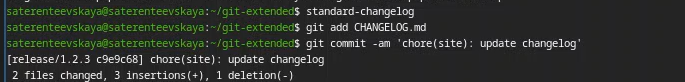 saterenteevskaya@saterenteevskaya:~/git-extended$ standard-changelog
saterenteevskaya@saterenteevskaya:~/git-extended$ git add CHANGELOG.md
saterenteevskaya@saterenteevskaya:~/git-extended$ git commit -am 'chore(site): update changelog'
[release/1.2.3 c9e9c68] chore(site): update changelog
 2 files changed, 3 insertions(+), 1 deletion(-)